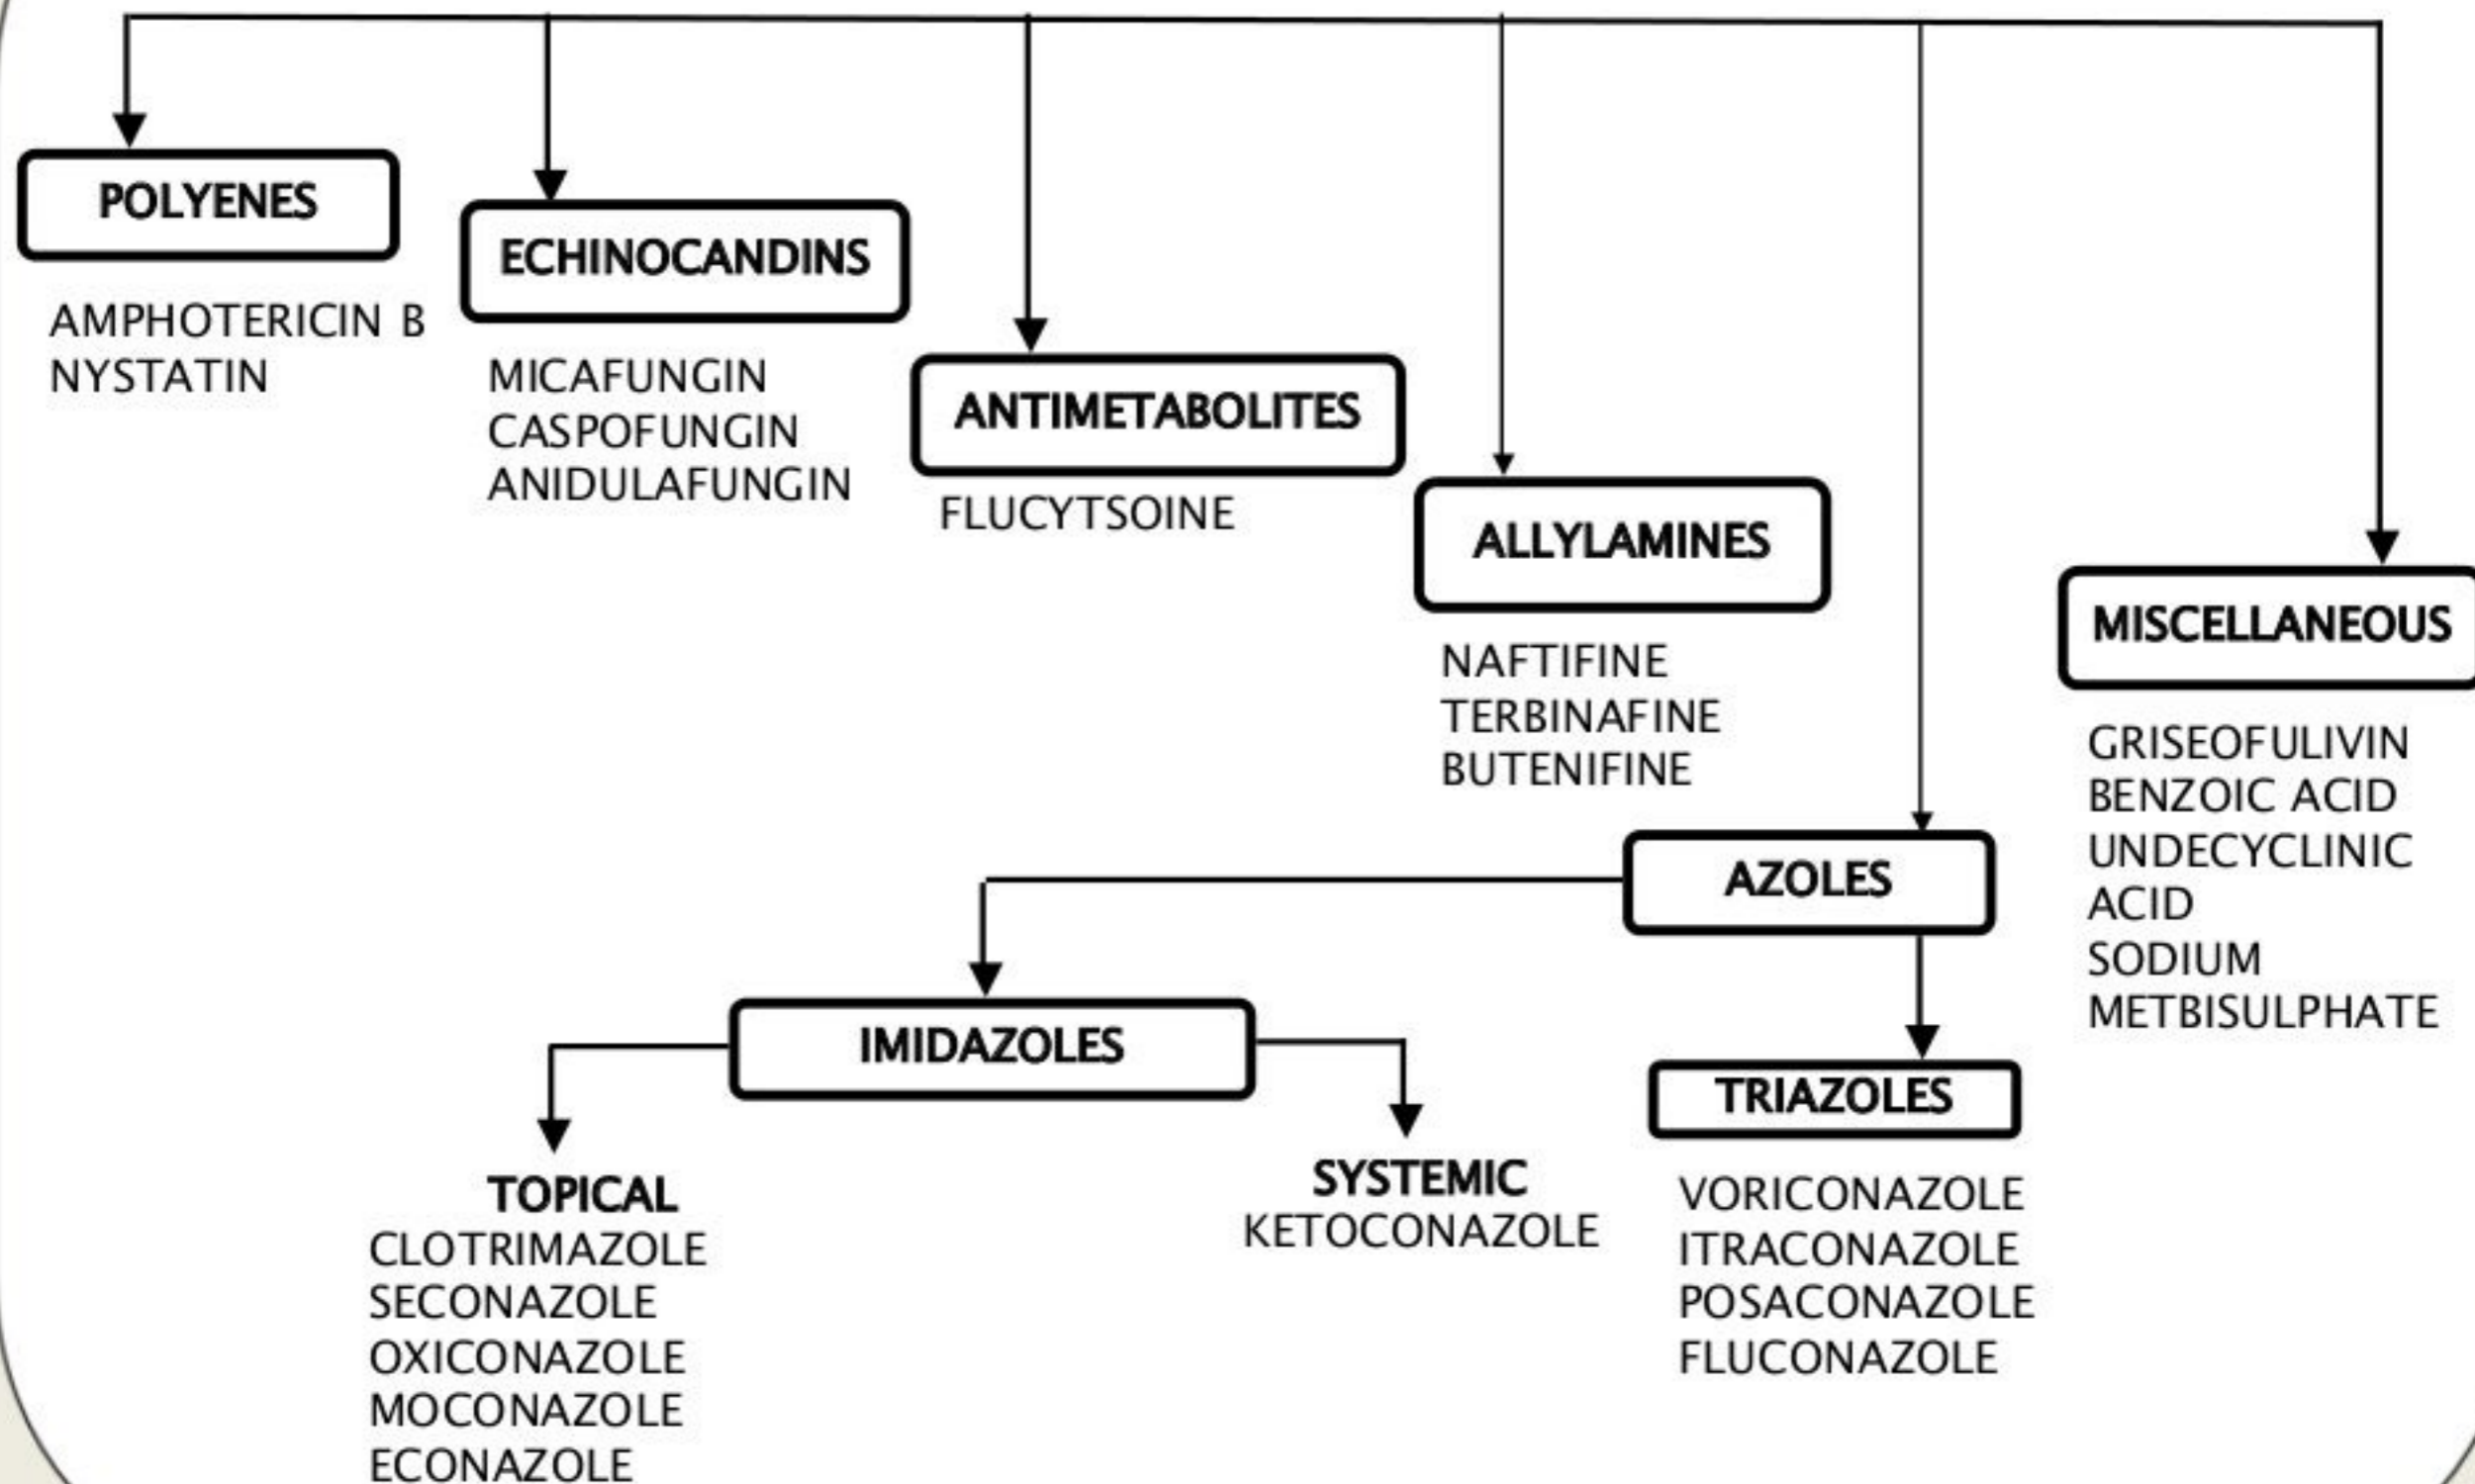 POLYENES
AMPHOTERICIN B
NYSTATIN
ECHINOCANDINS
MICAFUNGIN
CASPOFUNGIN
ANIDULAFUNGIN
ANTIMETABOLITES
FLUCYTSOINE
ALLYLAMINES
NAFTIFINE
TERBINAFINE
BUTENIFINE
MISCELLANEOUS
GRISEOFULIVIN
BENZOIC ACID
UNDECYCLINIC
ACID
SODIUM
METBISULPHATE
AZOLES
IMIDAZOLES
TOPICAL
CLOTRIMAZOLE
SECONAZOLE
OXICONAZOLE
MOCONAZOLE
ECONAZOLE
SYSTEMIC
KETOCONAZOLE
TRIAZOLES
VORICONAZOLE
ITRACONAZOLE
POSACONAZOLE
FLUCONAZOLE